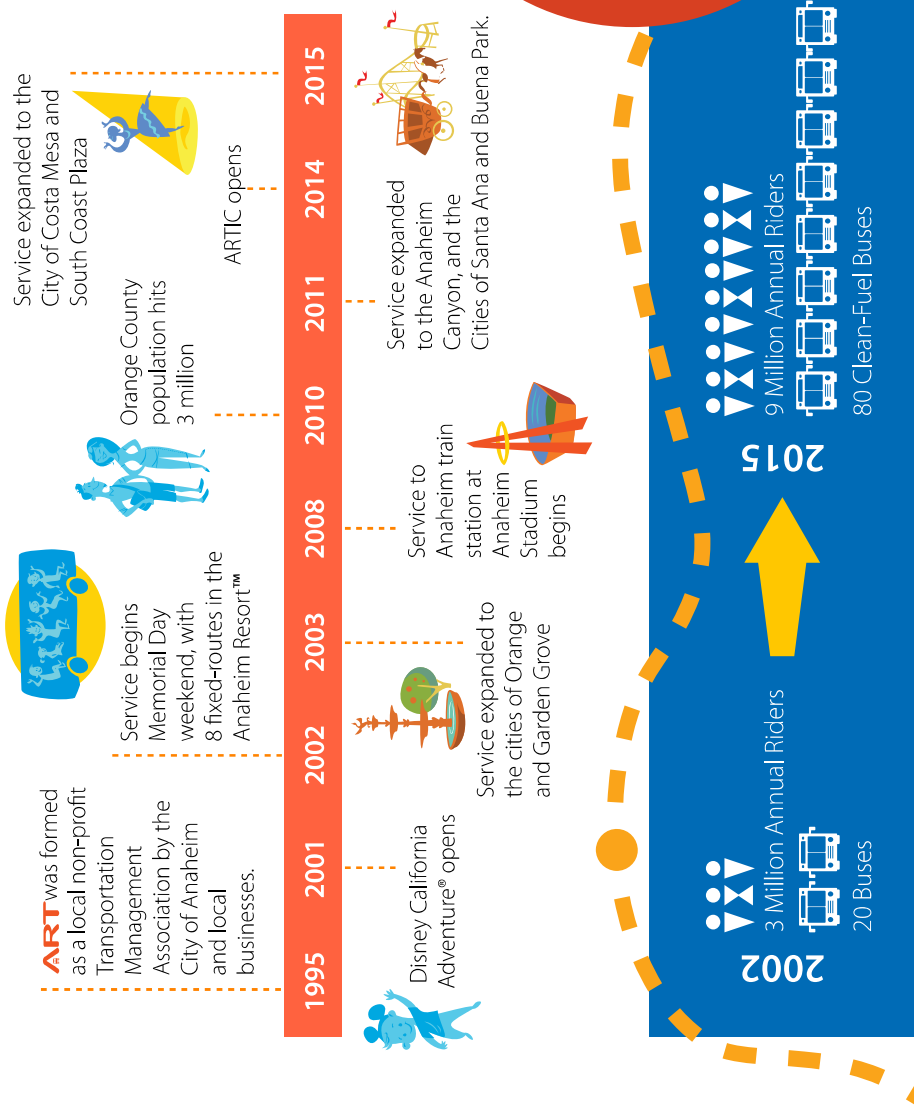 ART was formed
as a local non-profit
Transportation
Management
Association by the
City of Anaheim
and local
businesses.
Service begins
Memorial Day
weekend, with
8 fixed-routes in the
Anaheim Resort™
Orange County
population hits
3 million
ARTIC opens
Service expanded to the
City of Costa Mesa and
South Coast Plaza
1995
2001
2002
2003
2008
2010
2011
2014
2015
Disney California
Adventure® opens
Service expanded to
the cities of Orange
and Garden Grove
Service to
Anaheim train
station at
Anaheim
Stadium
begins
Service expanded
to the Anaheim
Canyon, and the
Cities of Santa Ana and Buena Park.
2002
3 Million Annual Riders
20 Buses
2015
9 Million Annual Riders
80 Clean-Fuel Buses